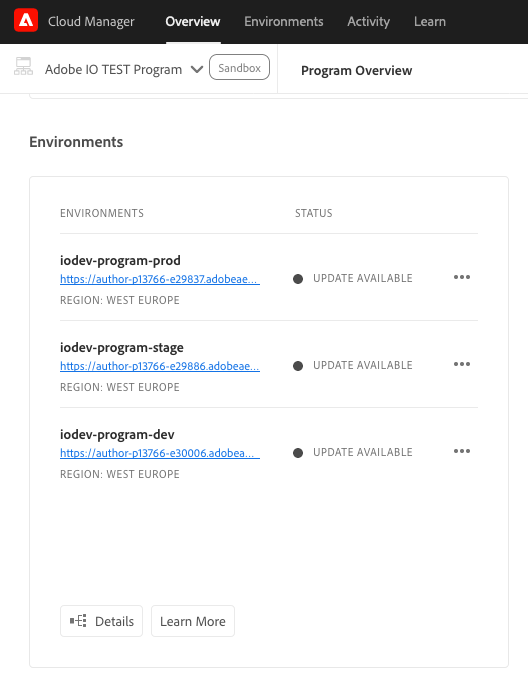 Cloud Manager Overview Environments Activity Learn
Adobe IO TEST Program Sandbox Program Overview
Environments
ENVIRONMENTS STATUS
iodev-program-prod
https://author-p13766-e29837.adobeae...
UPDATE AVAILABLE
REGION: WEST EUROPE
iodev-program-stage
https://author-p13766-e29886.adobeae...
UPDATE AVAILABLE
REGION: WEST EUROPE
iodev-program-dev
https://author-p13766-e30006.adobea...
UPDATE AVAILABLE
REGION: WEST EUROPE
Details Learn More